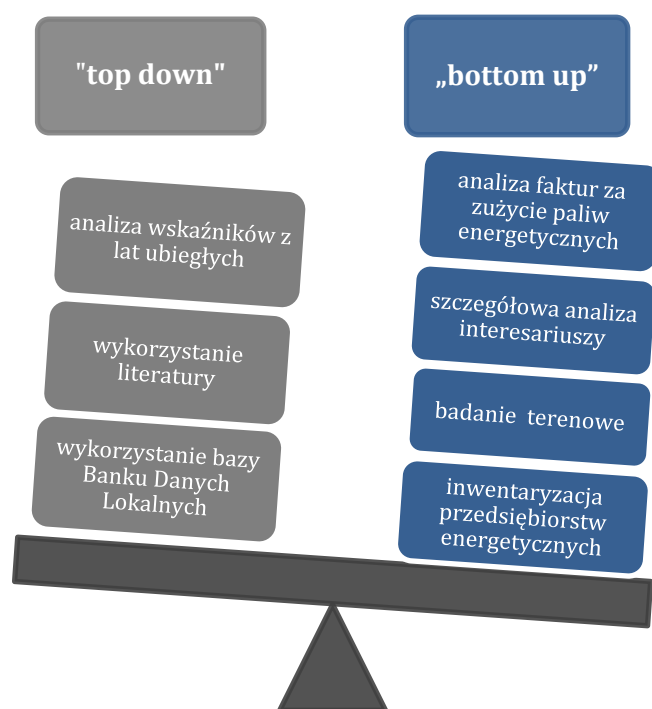 "top down"
analiza wskaźników z
lat ubiegłych
wykorzystanie
literatury
wykorzystanie bazy
Banku Danych
Lokalnych
„bottom up”
analiza faktur za
zużycie paliw
energetycznych
szczegółowa analiza
interesariuszy
badanie terenowe
inwentaryzacja
przedsiębiorstw
energetycznych